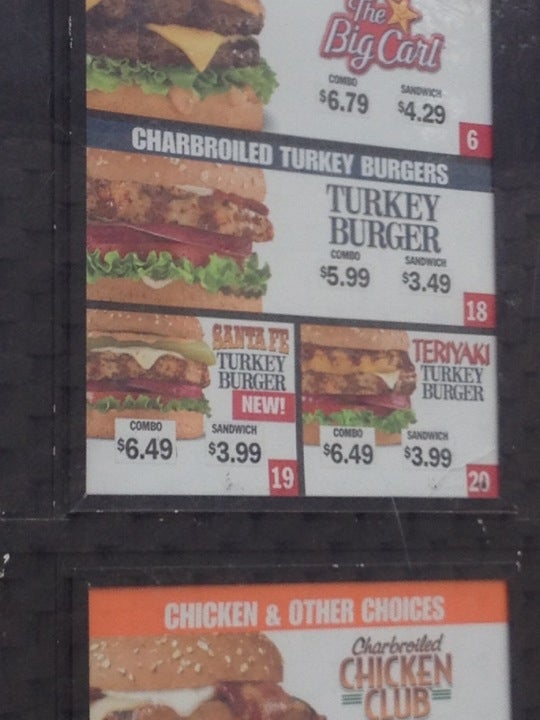 The
Big Carl
COMBO SANDWICH
$6.79 $4.29
6
CHARBROILED TURKEY BURGERS
TURKEY
BURGER
COMBO SANDWICH
$5.99 $3.49
18
SANTA FE
TURKEY
BURGER
NEW!
COMBO SANDWICH
$6.49 $3.99
19
TERIYAKI
TURKEY
BURGER
COMBO SANDWICH
$6.49 $3.99
20
CHICKEN & OTHER CHOICES
Charbroiled
CHICKEN
CLUB